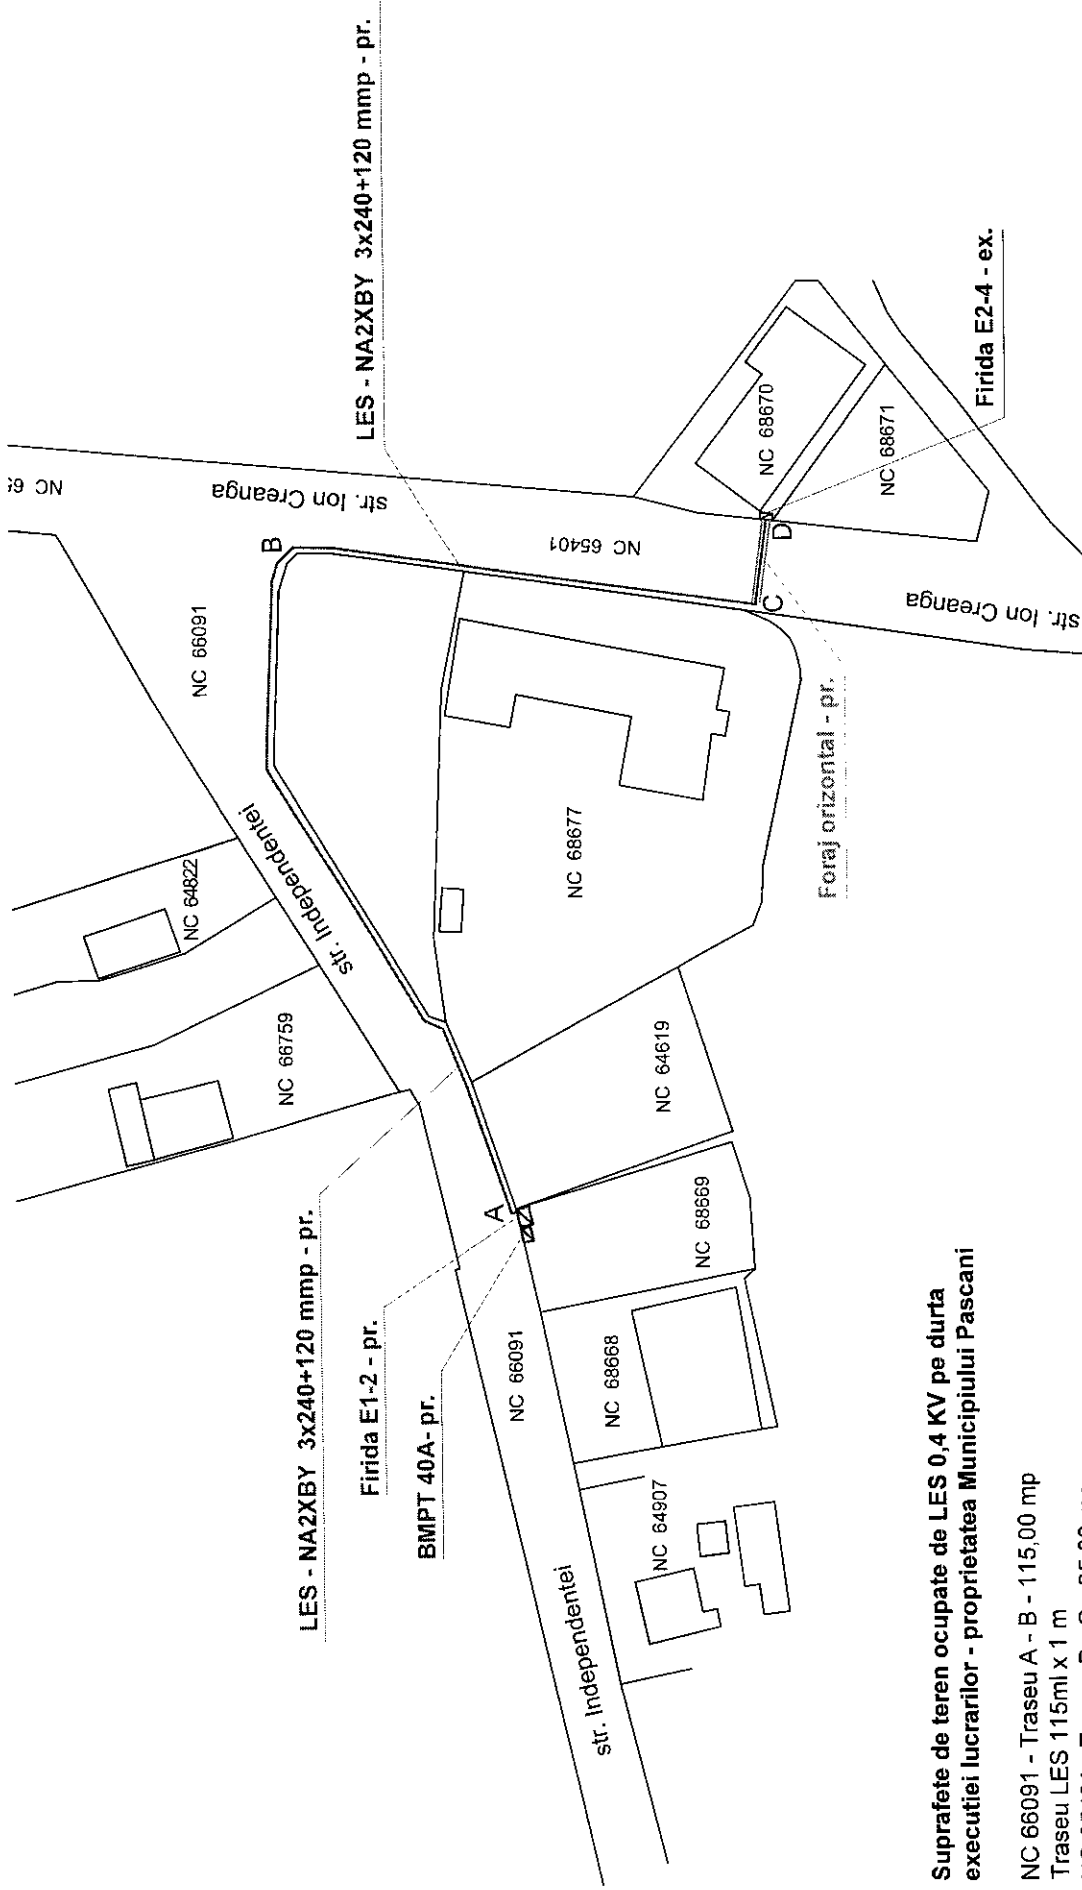 LES - NA2XBY 3x240+120 mmp - pr.
Firida E1-2 - pr.
BMPT 40A- pr.
LES - NA2XBY 3x240+120 mmp - pr.
Foraj orizontal - pr.
Firida E2-4 - ex.
str. Independentei
str. Independentei
str. Ion Creanga
str. Ion Creanga
NC 66091
NC 66091
NC 64822
NC 66759
NC 68677
NC 64619
NC 68669
NC 68668
NC 64907
NC 65401
NC 68670
NC 68671
NC
A
B
C
D
Suprafete de teren ocupate de LES 0,4 KV pe durta
executiei lucrarilor - proprietatea Municipiului Pascani
NC 66091 - Traseu A - B - 115,00 mp
Traseu LES 115ml x 1 m